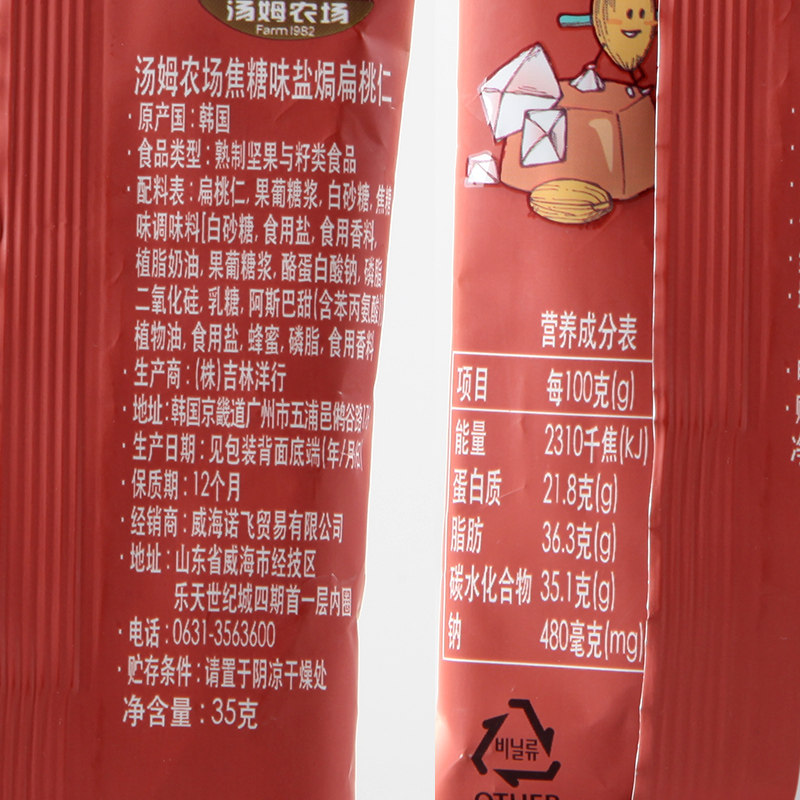 汤姆农场
Farm1982
汤姆农场焦糖味盐焗扁桃仁
· 原产国：韩国
· 食品类型：熟制坚果与籽类食品
· 配料表：扁桃仁, 果葡糖浆, 白砂糖, 焦糖
味调味料[白砂糖, 食用盐, 食用香料,
植脂奶油, 果葡糖浆, 酪蛋白酸钠, 磷脂,
二氧化硅, 乳糖, 阿斯巴甜(含苯丙氨酸)]
植物油, 食用盐, 蜂蜜, 磷脂, 食用香料
· 生产商：(株)吉林洋行
· 地址：韩国京畿道广州市五浦邑鹌谷路
· 生产日期：见包装背面底端(年/月/
· 保质期：12个月
· 经销商：威海诺飞贸易有限公司
· 地址：山东省威海市经技区
乐天世纪城四期首一层内圈
· 电话：0631-3563600
· 贮存条件：请置于阴凉干燥处
净含量：35克
营养成分表
项目 每100克(g)
能量 2310千焦(kJ)
蛋白质 21.8克(g)
脂肪 36.3克(g)
碳水化合物 35.1克(g)
钠 480毫克(mg)
비닐류
OTHER